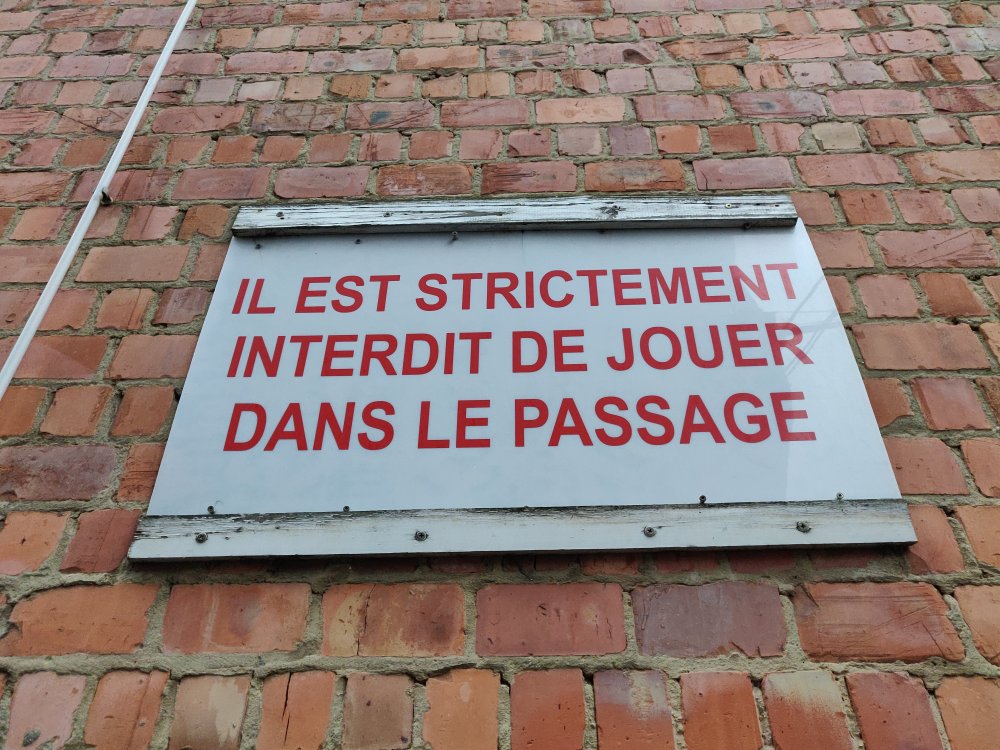 IL EST STRICTEMENT
INTERDIT DE JOUER
DANS LE PASSAGE